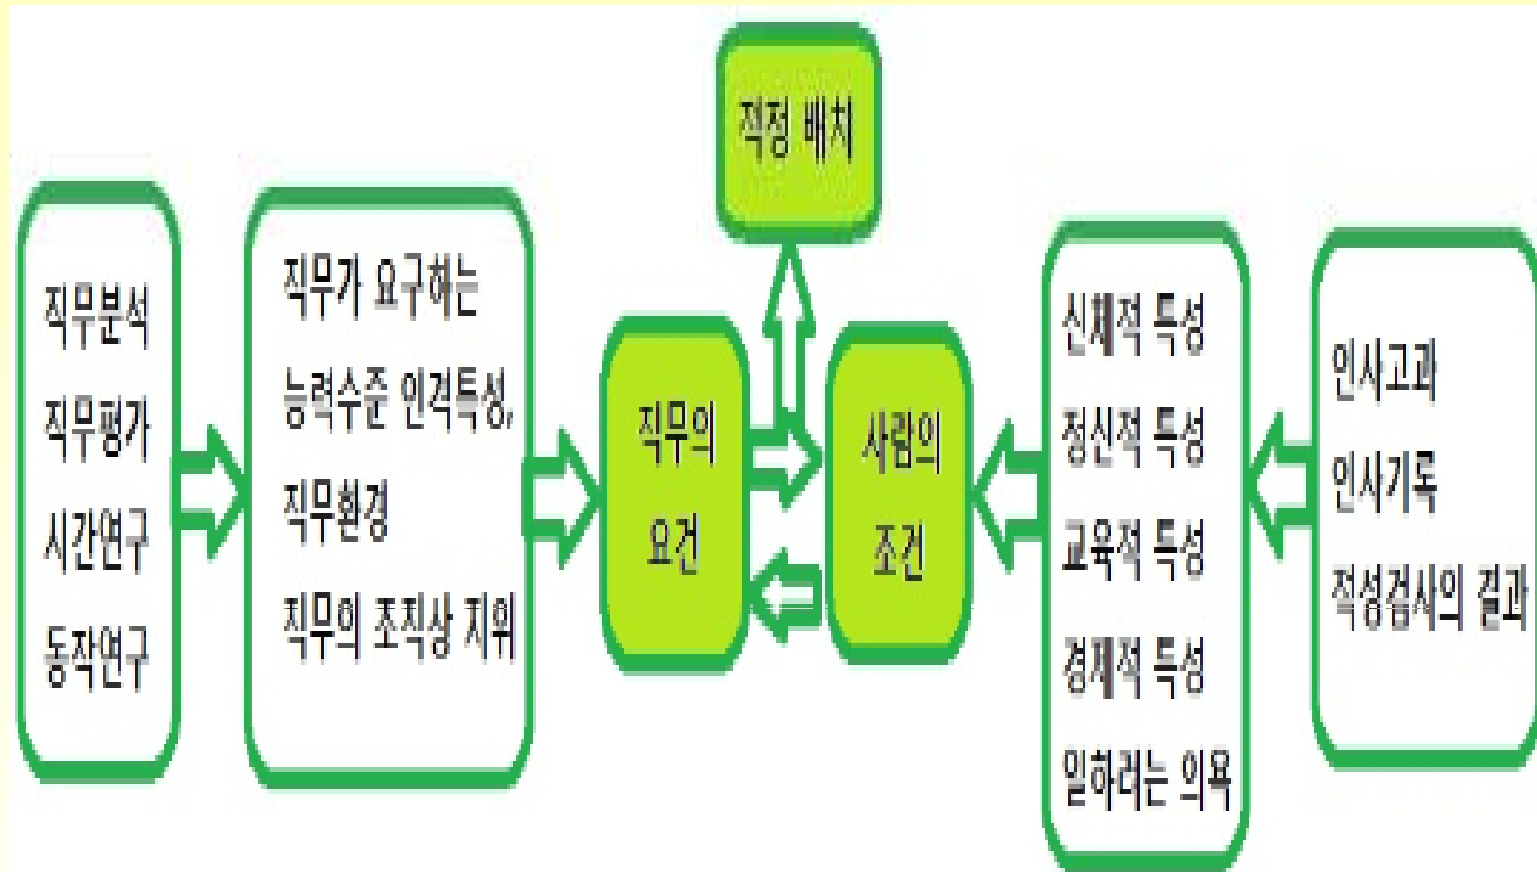 적정 배치
직무분석
직무평가
시간연구
동작연구
직무가 요구하는
능력수준 인격특성,
직무환경
직무의 조직상 지위
직무의
요건
사람의
조건
신체적 특성
정신적 특성
교육적 특성
경제적 특성
일하려는 의욕
인사고과
인사기록
적성검사의 결과